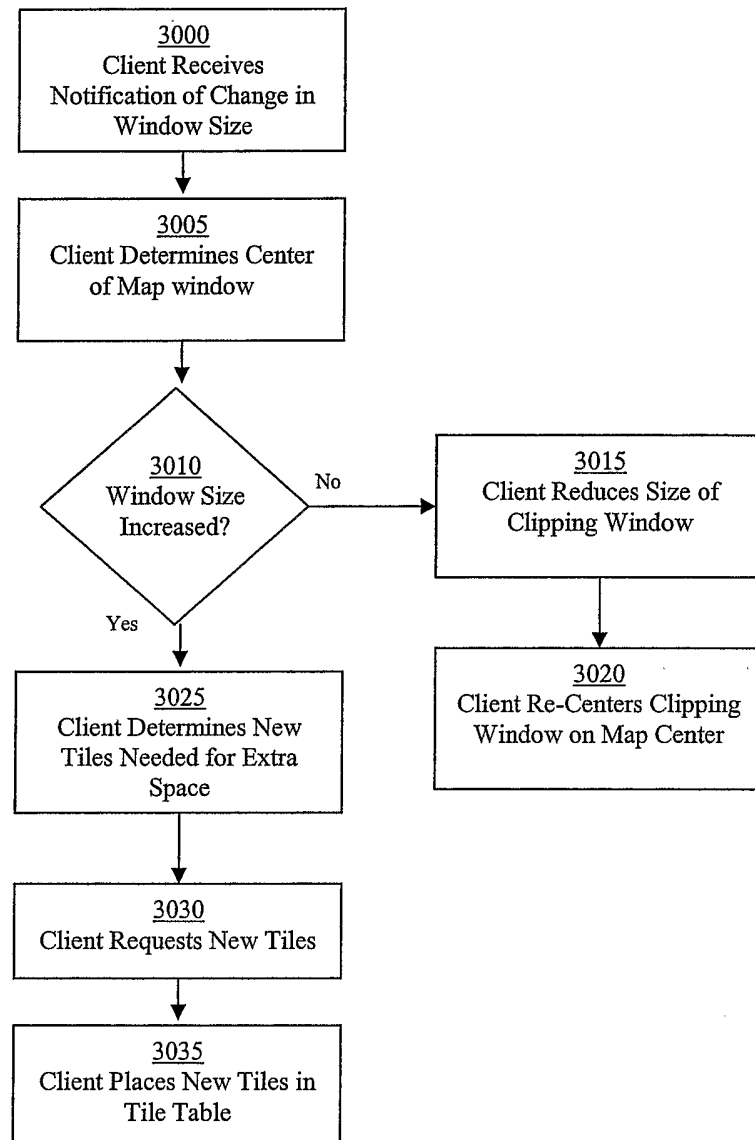 3000
Client Receives
Notification of Change in
Window Size
3005
Client Determines Center
of Map window
3010
Window Size
Increased?
No
3015
Client Reduces Size of
Clipping Window
Yes
3020
Client Re-Centers Clipping
Window on Map Center
3025
Client Determines New
Tiles Needed for Extra
Space
3030
Client Requests New Tiles
3035
Client Places New Tiles in
Tile Table